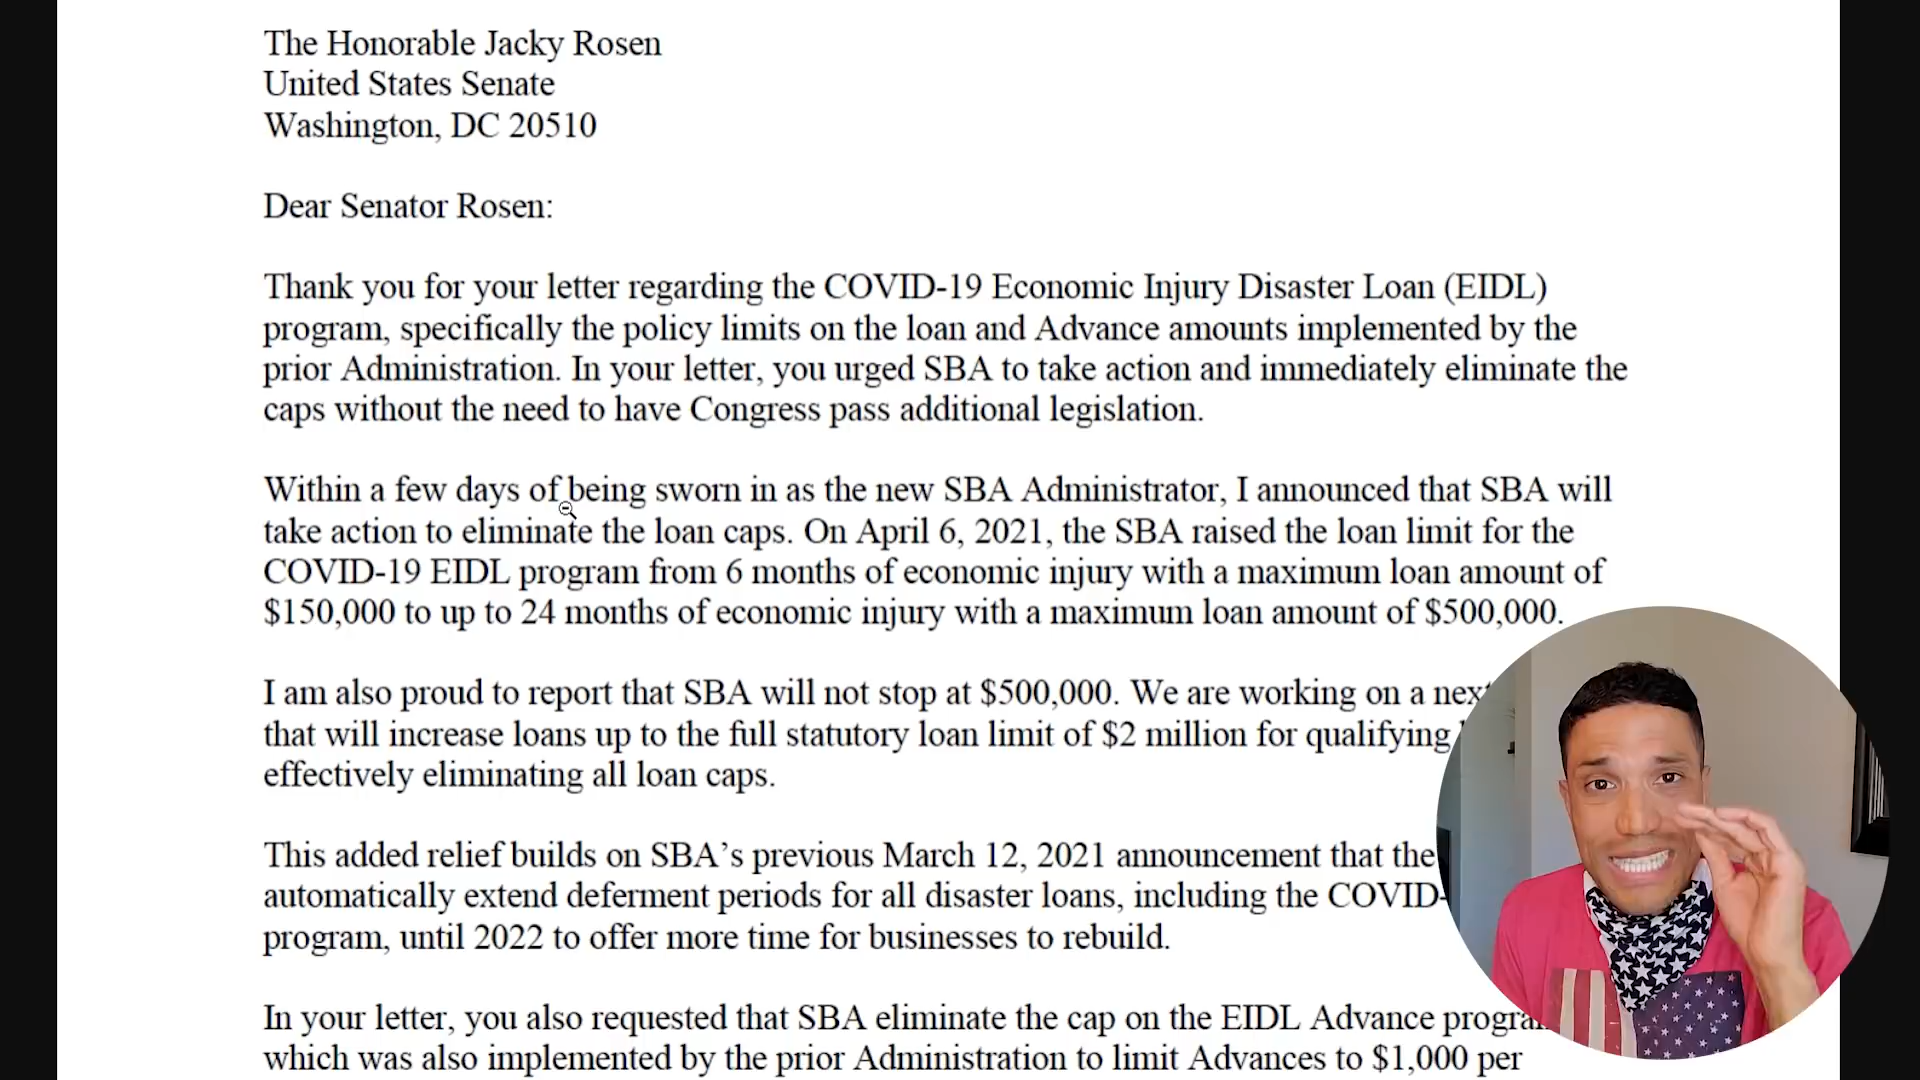 The Honorable Jacky Rosen
United States Senate
Washington, DC 20510
Dear Senator Rosen:
Thank you for your letter regarding the COVID-19 Economic Injury Disaster Loan (EIDL)
program, specifically the policy limits on the loan and Advance amounts implemented by the
prior Administration. In your letter, you urged SBA to take action and immediately eliminate the
caps without the need to have Congress pass additional legislation.
Within a few days of being sworn in as the new SBA Administrator, I announced that SBA will
take action to eliminate the loan caps. On April 6, 2021, the SBA raised the loan limit for the
COVID-19 EIDL program from 6 months of economic injury with a maximum loan amount of
$150,000 to up to 24 months of economic injury with a maximum loan amount of $500,000.
I am also proud to report that SBA will not stop at $500,000. We are working on a next
that will increase loans up to the full statutory loan limit of $2 million for qualifying
effectively eliminating all loan caps.
This added relief builds on SBA’s previous March 12, 2021 announcement that the
automatically extend deferment periods for all disaster loans, including the COVID-
program, until 2022 to offer more time for businesses to rebuild.
In your letter, you also requested that SBA eliminate the cap on the EIDL Advance
which was also implemented by the prior Administration to limit Advances to $1,000 per